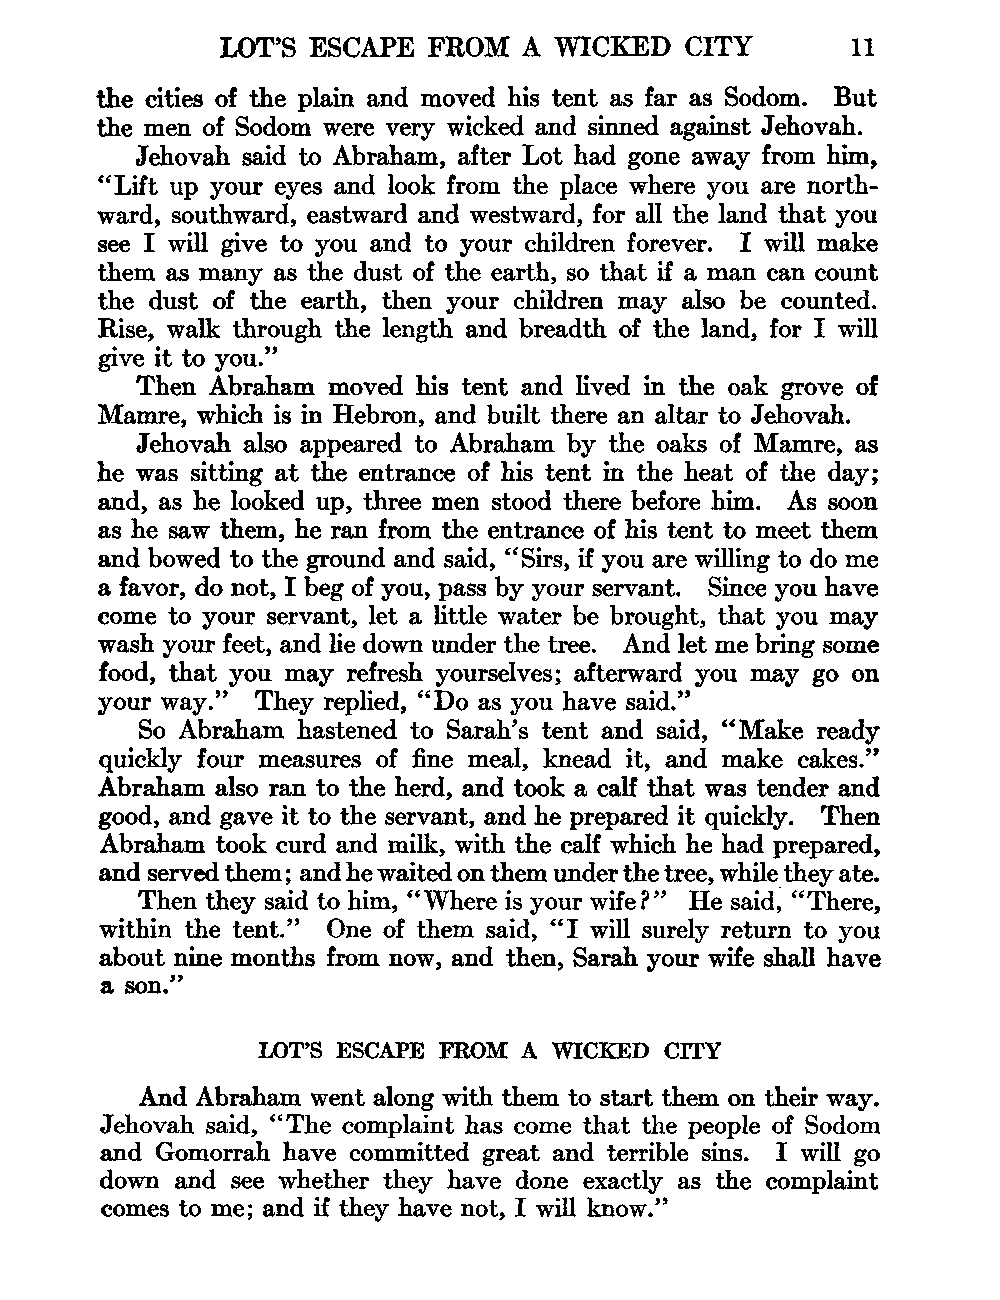 LOT'S ESCAPE FROM A WICKED CITY 11
the cities of the plain and moved his tent as far as Sodom. But
the men of Sodom were very wicked and sinned against Jehovah.
Jehovah said to Abraham, after Lot had gone away from him,
"Lift up your eyes and look from the place where you are north-
ward, southward, eastward and westward, for all the land that you
see I will give to you and to your children forever. I will make
them as many as the dust of the earth, so that if a man can count
the dust of the earth, then your children may also be counted.
Rise, walk through the length and breadth of the land, for I will
give it to you."
Then Abraham moved his tent and lived in the oak grove of
Mamre, which is in Hebron, and built there an altar to Jehovah.
Jehovah also appeared to Abraham by the oaks of Mamre, as
he was sitting at the entrance of his tent in the heat of the day;
and, as he looked up, three men stood there before him. As soon
as he saw them, he ran from the entrance of his tent to meet them
and bowed to the ground and said, "Sirs, if you are willing to do me
a favor, do not, I beg of you, pass by your servant. Since you have
come to your servant, let a little water be brought, that you may
wash your feet, and lie down under the tree. And let me bring some
food, that you may refresh yourselves; afterward you may go on
your way." They replied, "Do as you have said."
So Abraham hastened to Sarah's tent and said, "Make ready
quickly four measures of fine meal, knead it, and make cakes."
Abraham also ran to the herd, and took a calf that was tender and
good, and gave it to the servant, and he prepared it quickly. Then
Abraham took curd and milk, with the calf which he had prepared,
and served them; and he waited on them under the tree, while they ate.
Then they said to him, "Where is your wife?" He said, "There,
within the tent." One of them said, "I will surely return to you
about nine months from now, and then, Sarah your wife shall have
a son."
LOT'S ESCAPE FROM A WICKED CITY
And Abraham went along with them to start them on their way.
Jehovah said, "The complaint has come that the people of Sodom
and Gomorrah have committed great and terrible sins. I will go
down and see whether they have done exactly as the complaint
comes to me; and if they have not, I will know."